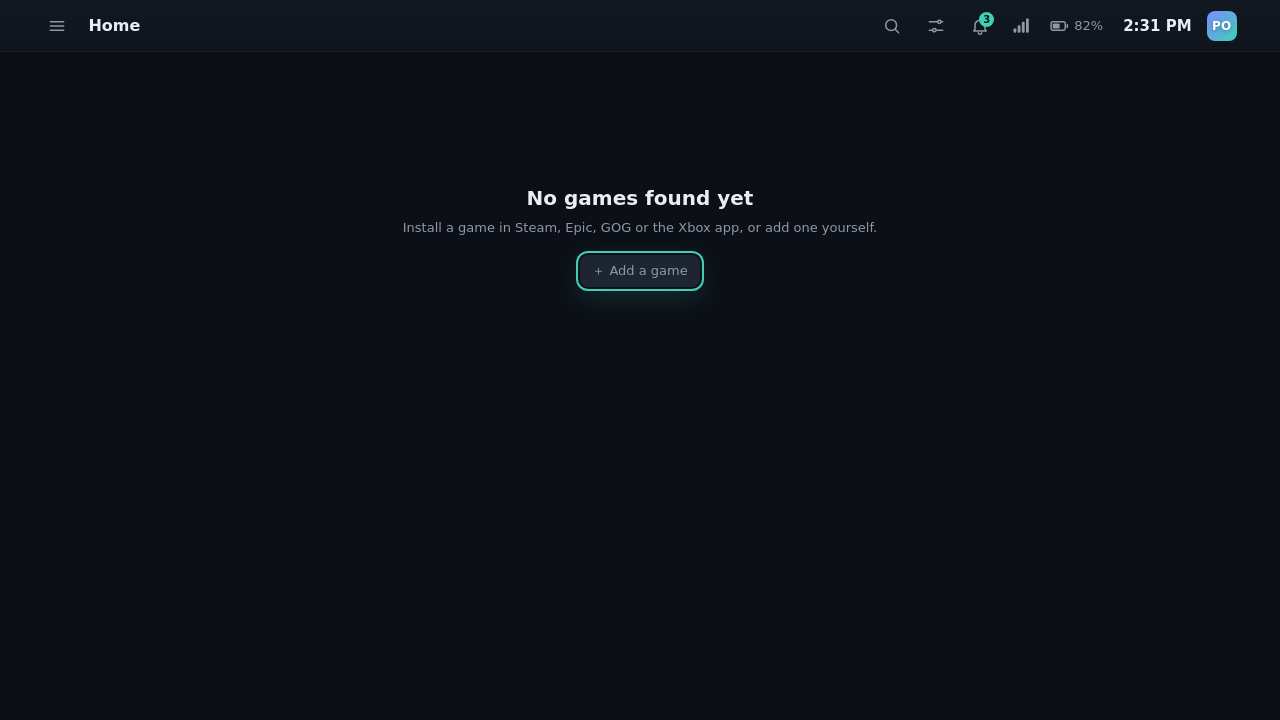 Home
3
82%
2:31 PM
PO
No games found yet
Install a game in Steam, Epic, GOG or the Xbox app, or add one yourself.
+ Add a game